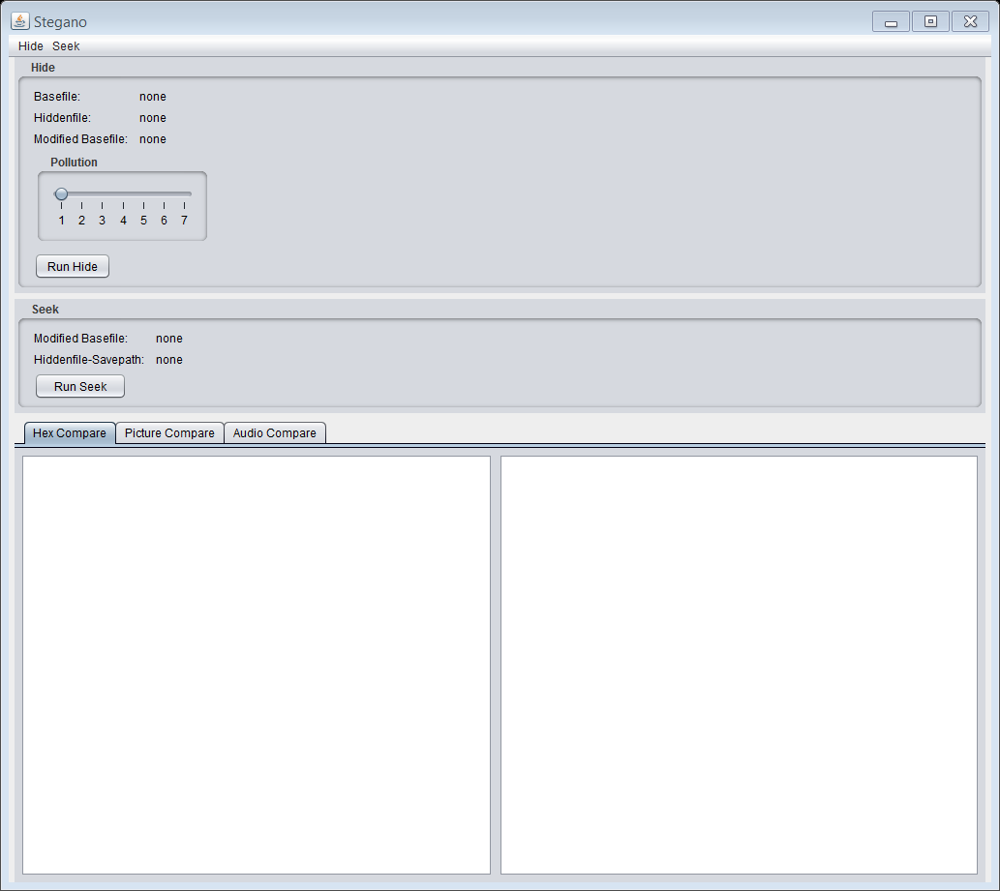 Stegano
Hide Seek
Hide
Basefile: none
Hiddenfile: none
Modified Basefile: none
Pollution
1 2 3 4 5 6 7
Run Hide
Seek
Modified Basefile: none
Hiddenfile-Savepath: none
Run Seek
Hex Compare Picture Compare Audio Compare